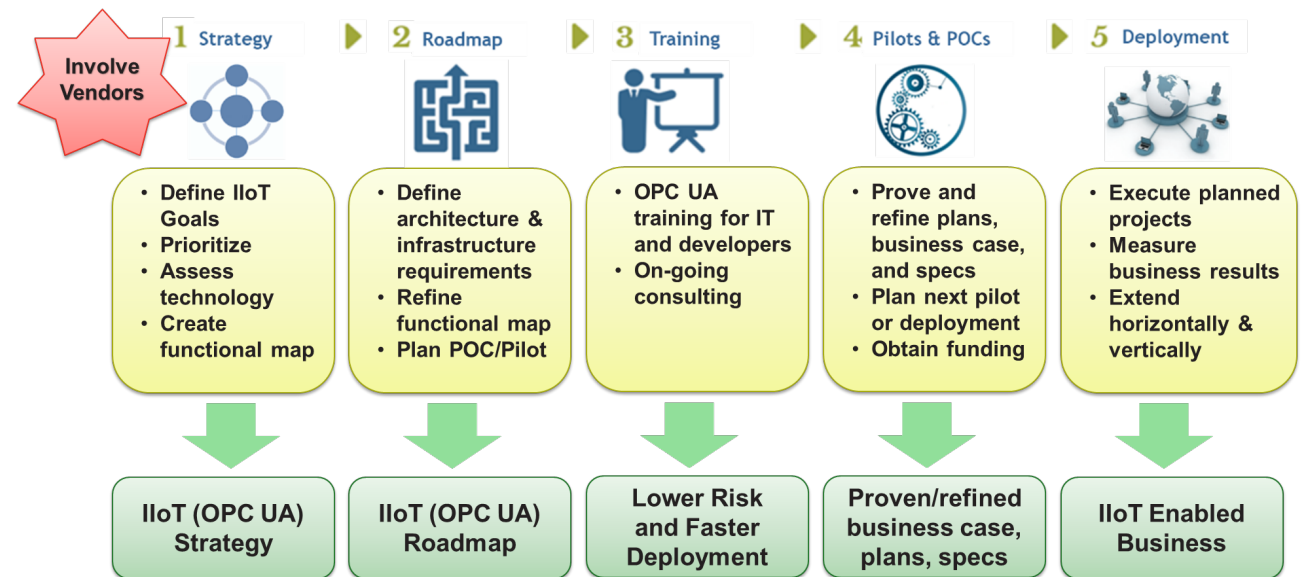 Involve
Vendors
1 Strategy
2 Roadmap
3 Training
4 Pilots & POCs
5 Deployment
• Define IIoT
Goals
• Prioritize
• Assess
technology
• Create
functional map
• Define
architecture &
infrastructure
requirements
• Refine
functional map
• Plan POC/Pilot
• OPC UA
training for IT
and developers
• On-going
consulting
• Prove and
refine plans,
business case,
and specs
• Plan next pilot
or deployment
• Obtain funding
• Execute planned
projects
• Measure
business results
• Extend
horizontally &
vertically
IIoT (OPC UA)
Strategy
IIoT (OPC UA)
Roadmap
Lower Risk
and Faster
Deployment
Proven/refined
business case,
plans, specs
IIoT Enabled
Business